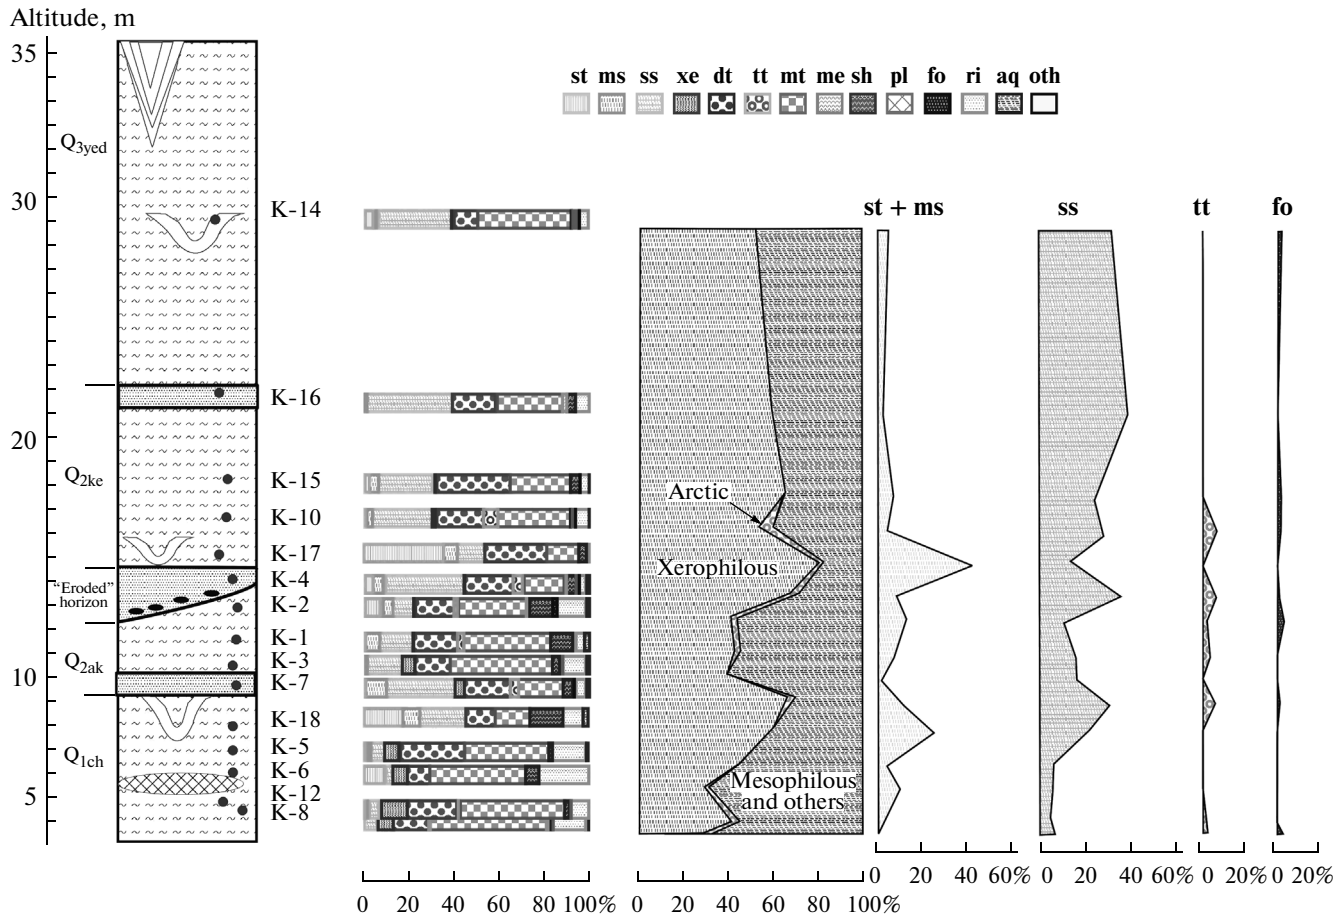 Altitude, m
35
30
20
10
5
Q3yed
Q2ke
"Eroded"
horizon
Q2ak
Q1ch
K-14
K-16
K-15
K-10
K-17
K-4
K-2
K-1
K-3
K-7
K-18
K-5
K-6
K-12
K-8
st ms ss xe dt tt mt me sh pl fo ri aq oth
st + ms ss tt fo
Arctic
Xerophilous
Mesophilous
and others
0 20 40 60 80 100%
0 20 40 60 80 100%
0 20 40 60%
0 20 40 60%
0 20%
0 20%